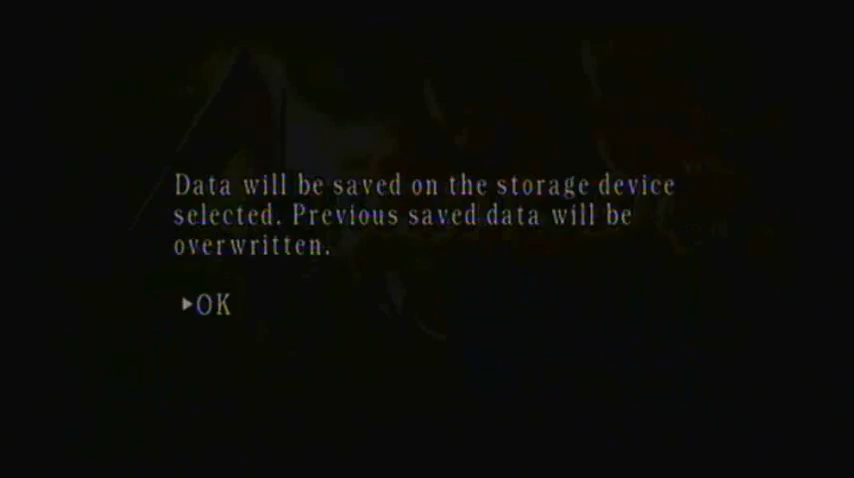 Data will be saved on the storage device
selected. Previous saved data will be
overwritten.
▶OK